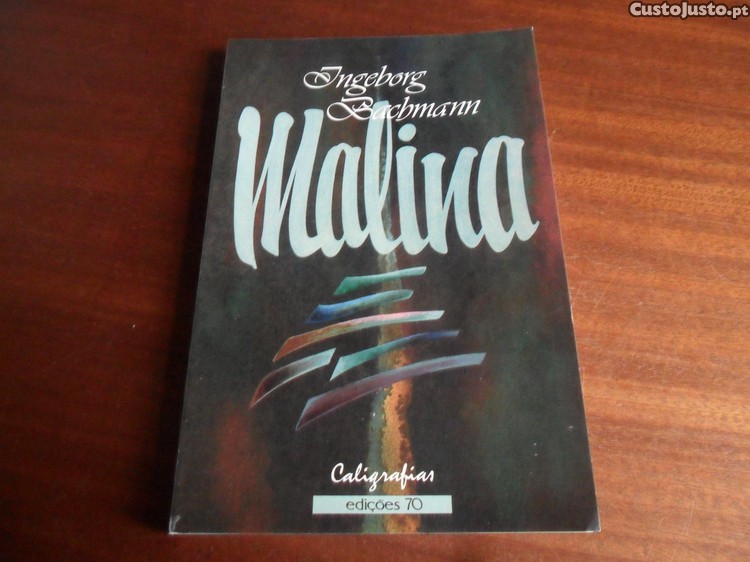 CustoJusto.pt
Ingeborg
Bachmann
Malina
Caligrafias
edições 70